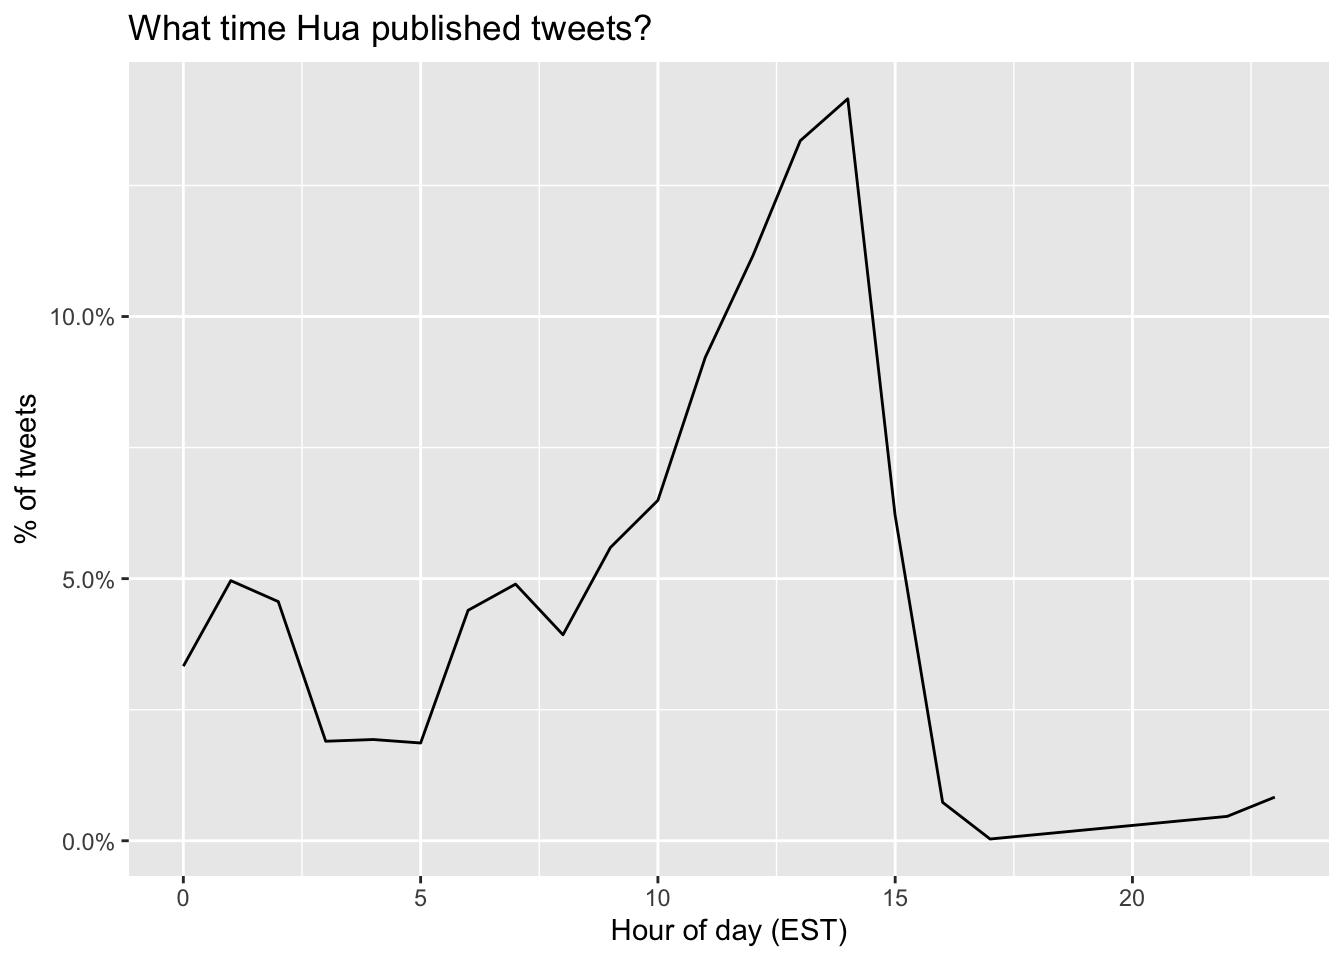 What time Hua published tweets?
% of tweets
10.0%
5.0%
0.0%
0 5 10 15 20
Hour of day (EST)